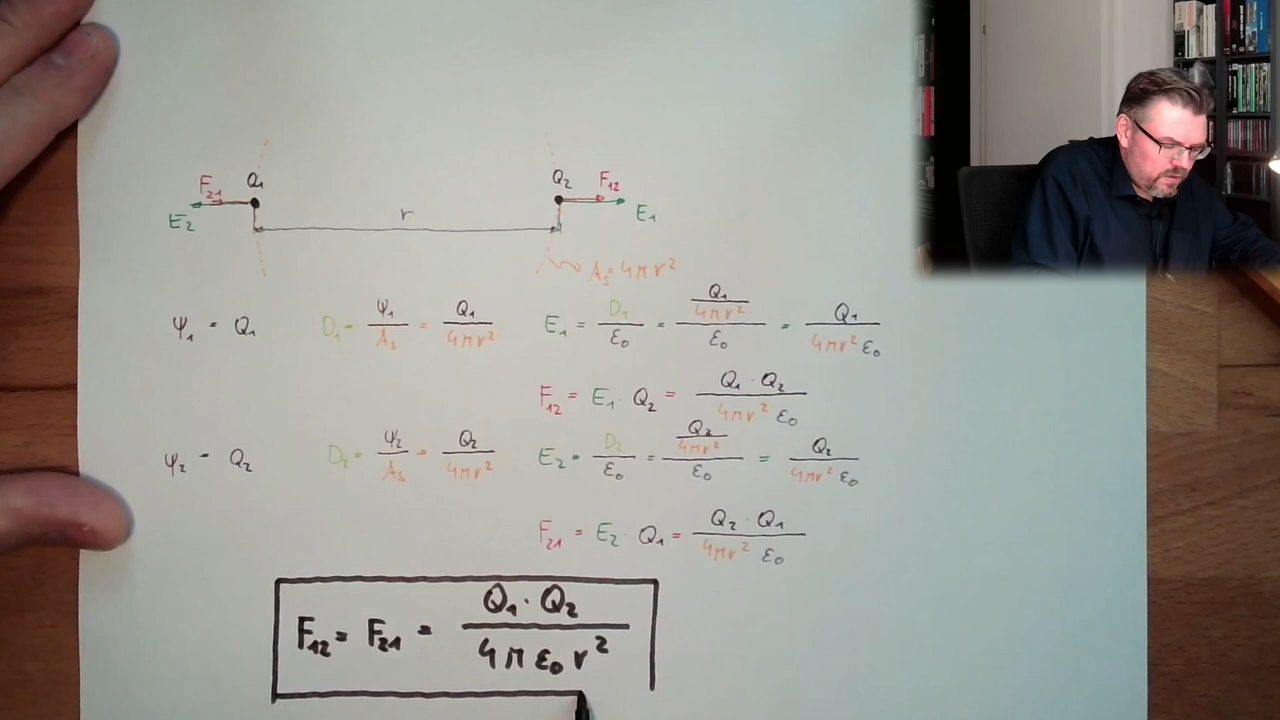 F₂₁ Q₁ Q₂ F₁₂
E₂ r E₁
Aₛ = 4πr²
ψ₁ = Q₁ D₁ = ψ₁/Aₛ = Q₁/4πr² E₁ = D₁/ε₀ = (Q₁/4πr²)/ε₀ = Q₁/4πr² ε₀
F₁₂ = E₁ · Q₂ = Q₁ · Q₂/4πr² ε₀
ψ₂ = Q₂ D₂ = ψ₂/Aₛ = Q₂/4πr² E₂ = D₂/ε₀ = (Q₂/4πr²)/ε₀ = Q₂/4πr² ε₀
F₂₁ = E₂ · Q₁ = Q₂ · Q₁/4πr² ε₀
F₁₂ = F₂₁ = Q₁ · Q₂/4π ε₀ r²